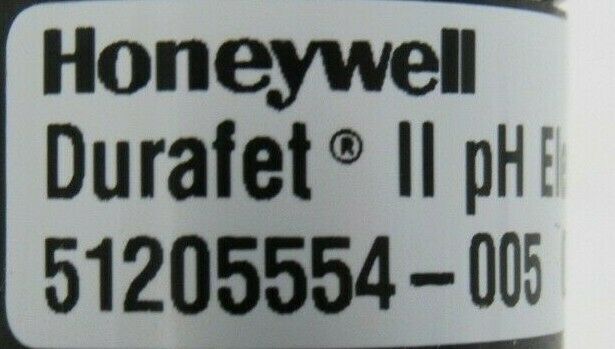 Honeywell
Durafet® II pH
51205554-005